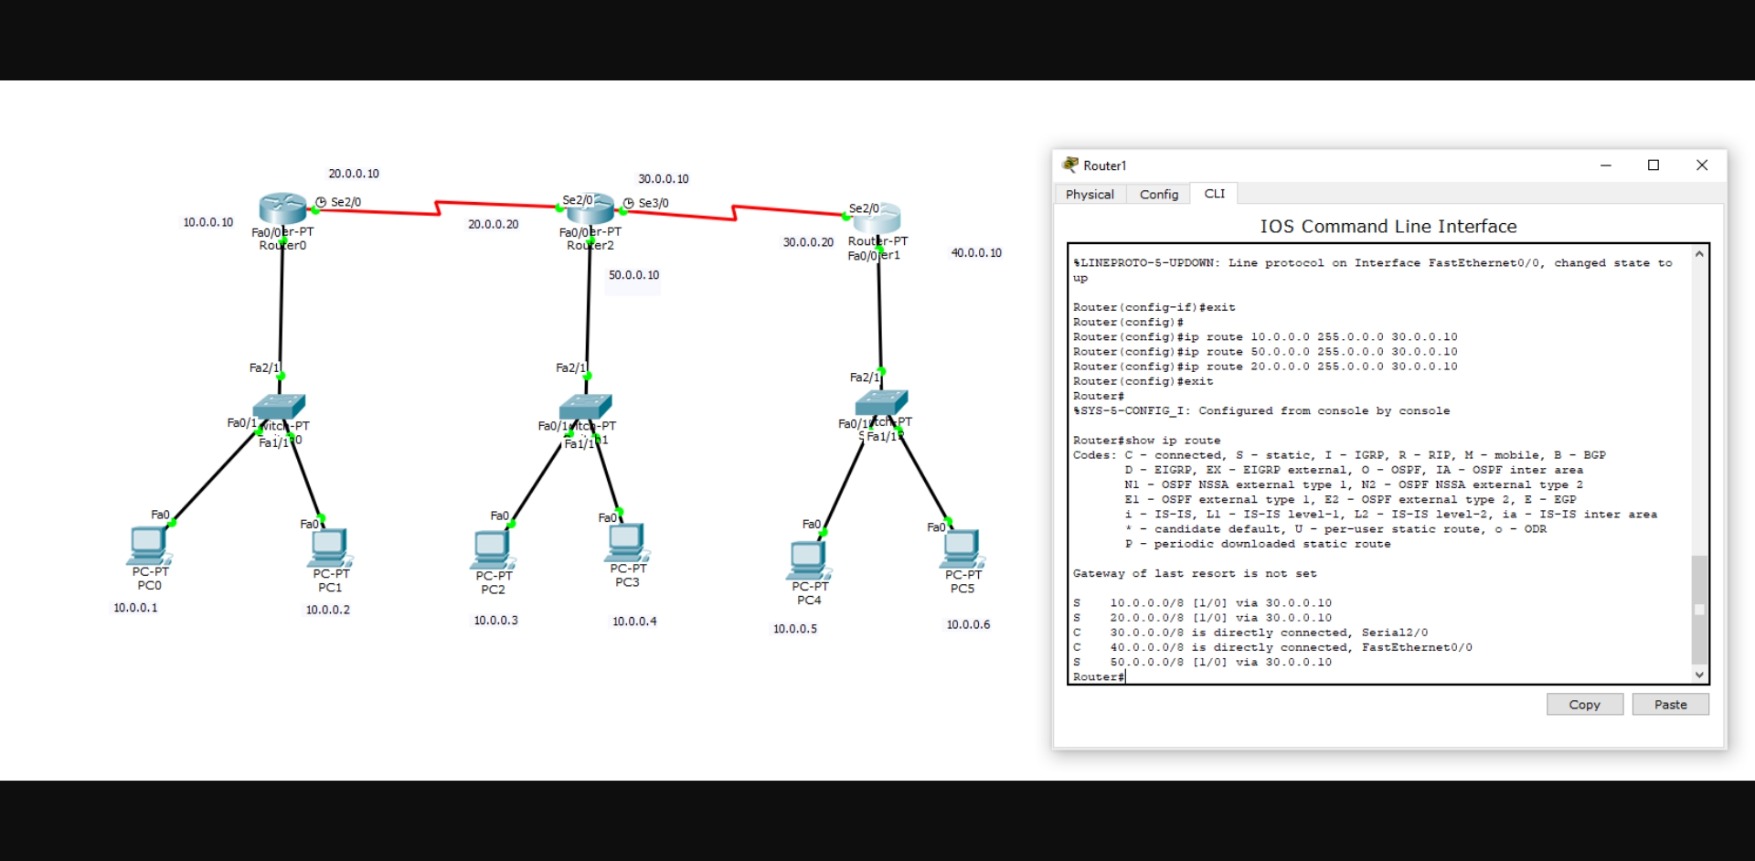 20.0.0.10
30.0.0.10
Se2/0
Se2/0
Se3/0
Se2/0
10.0.0.10
20.0.0.20
Fa0/0er-PT
Router0
Fa0/0er-PT
Router2
30.0.0.20
Router-PT
Fa0/0er1
40.0.0.10
50.0.0.10
Fa2/1
Fa2/1
Fa2/1
Fa0/1 witch-PT
Fa1/1 0
Fa0/1 itch-PT
Fa1/1 1
Fa0/1 tch-PT
Fa1/1
Fa0
Fa0
Fa0
Fa0
Fa0
Fa0
PC-PT
PC0
PC-PT
PC1
PC-PT
PC2
PC-PT
PC3
PC-PT
PC4
PC-PT
PC5
10.0.0.1
10.0.0.2
10.0.0.3
10.0.0.4
10.0.0.5
10.0.0.6
Router1
Physical Config CLI
IOS Command Line Interface
%LINEPROTO-5-UPDOWN: Line protocol on Interface FastEthernet0/0, changed state to
up
Router(config-if)#exit
Router(config)#
Router(config)#ip route 10.0.0.0 255.0.0.0 30.0.0.10
Router(config)#ip route 50.0.0.0 255.0.0.0 30.0.0.10
Router(config)#ip route 20.0.0.0 255.0.0.0 30.0.0.10
Router(config)#exit
Router#
%SYS-5-CONFIG_I: Configured from console by console
Router#show ip route
Codes: C - connected, S - static, I - IGRP, R - RIP, M - mobile, B - BGP
D - EIGRP, EX - EIGRP external, O - OSPF, IA - OSPF inter area
N1 - OSPF NSSA external type 1, N2 - OSPF NSSA external type 2
E1 - OSPF external type 1, E2 - OSPF external type 2, E - EGP
i - IS-IS, L1 - IS-IS level-1, L2 - IS-IS level-2, ia - IS-IS inter area
* - candidate default, U - per-user static route, o - ODR
P - periodic downloaded static route
Gateway of last resort is not set
S 10.0.0.0/8 [1/0] via 30.0.0.10
S 20.0.0.0/8 [1/0] via 30.0.0.10
C 30.0.0.0/8 is directly connected, Serial2/0
C 40.0.0.0/8 is directly connected, FastEthernet0/0
S 50.0.0.0/8 [1/0] via 30.0.0.10
Router#
Copy Paste